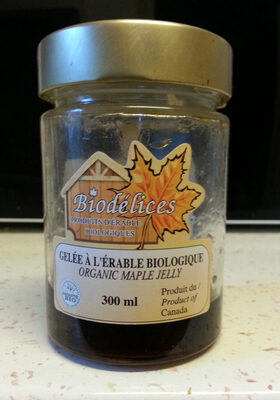 Biodélices
PRODUITS D'ÉRABLE
BIOLOGIQUES
GELÉE À L'ÉRABLE BIOLOGIQUE
ORGANIC MAPLE JELLY
300 ml
Produit du /
Product of
Canada